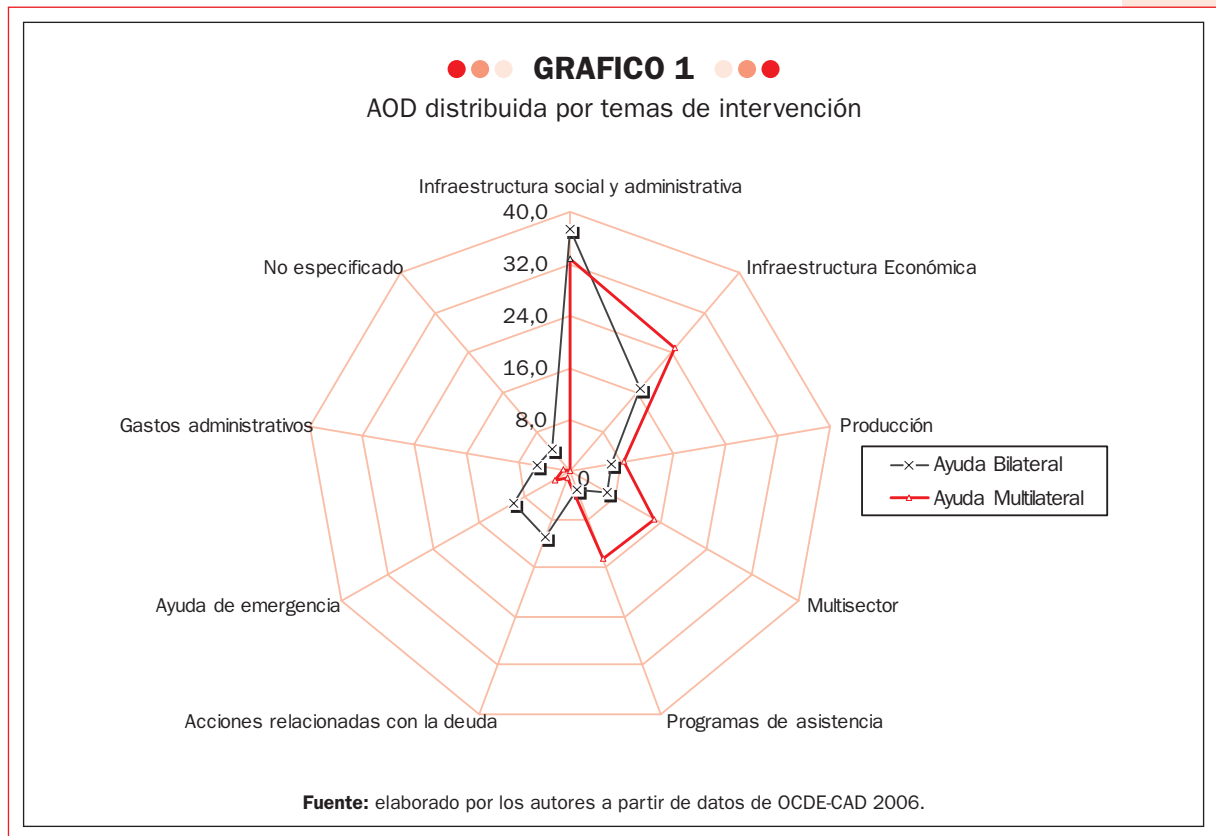 GRAFICO 1
AOD distribuida por temas de intervención
Infraestructura social y administrativa
40,0
No especificado
32,0
Infraestructura Económica
24,0
16,0
Gastos administrativos
8,0
Producción
0
Ayuda Bilateral
Ayuda Multilateral
Ayuda de emergencia
Multisector
Acciones relacionadas con la deuda
Programas de asistencia
Fuente: elaborado por los autores a partir de datos de OCDE-CAD 2006.